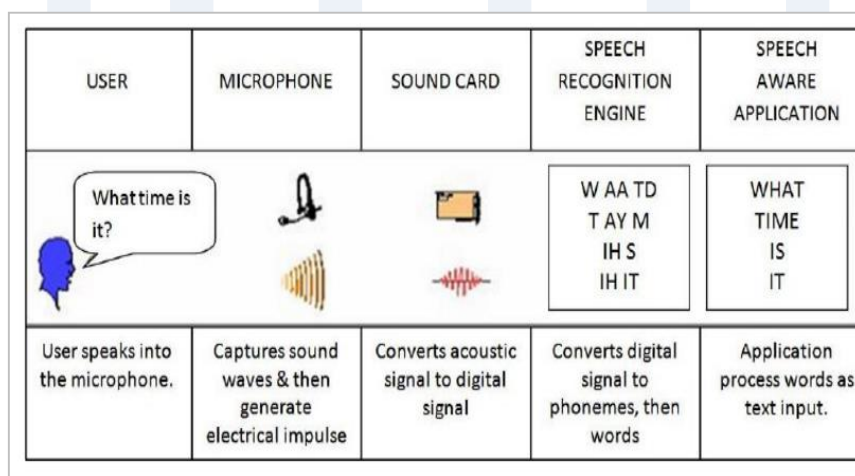 USER
MICROPHONE
SOUND CARD
SPEECH
RECOGNITION
ENGINE
SPEECH
AWARE
APPLICATION
What time is
it?
W AA TD
T AY M
IH S
IH IT
WHAT
TIME
IS
IT
User speaks into
the microphone.
Captures sound
waves & then
generate
electrical impulse
Converts acoustic
signal to digital
signal
Converts digital
signal to
phonemes, then
words
Application
process words as
text input.